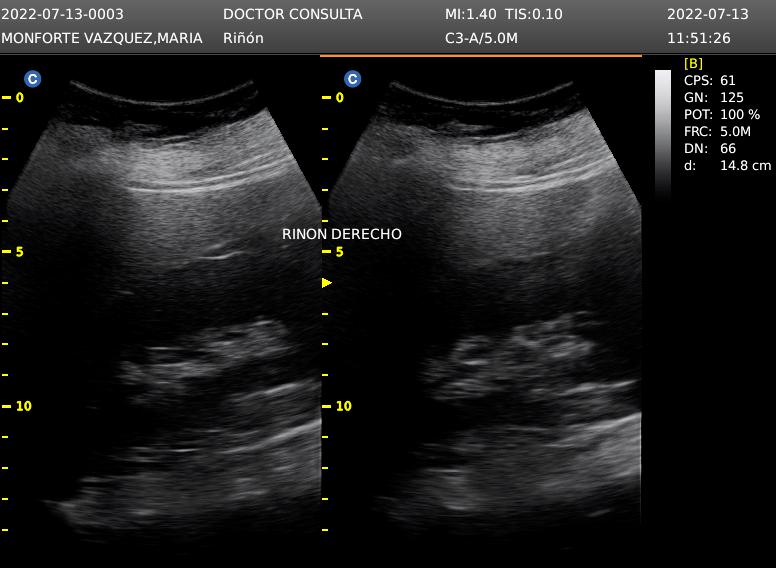 2022-07-13-0003 DOCTOR CONSULTA MI:1.40 TIS:0.10 2022-07-13
MONFORTE VAZQUEZ,MARIA Riñón C3-A/5.0M 11:51:26
[B]
C C
CPS: 61
0 0
GN: 125
POT: 100 %
FRC: 5.0M
DN: 66
d: 14.8 cm
RINON DERECHO
5 5
10 10